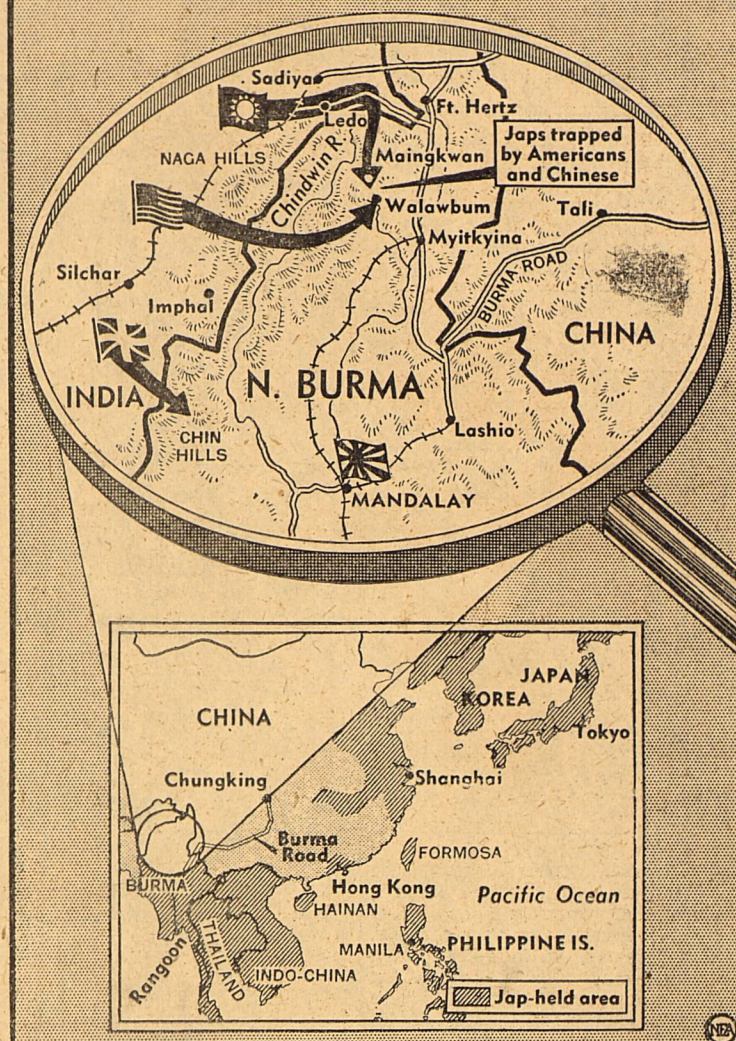 Sadiya
Ft. Hertz
Ledo
NAGA HILLS
Chindwin R.
Maingkwan
Japs trapped
by Americans
and Chinese
Walawbum
Tali
Myitkyina
Silchar
Imphal
BURMA ROAD
CHINA
INDIA
N. BURMA
CHIN
HILLS
Lashio
MANDALAY
JAPAN
KOREA
CHINA
Tokyo
Chungking
Shanghai
Burma
Road
FORMOSA
BURMA
Hong Kong
HAINAN
Pacific Ocean
Rangoon
THAILAND
MANILA
PHILIPPINE IS.
INDO-CHINA
Jap-held area
NEA